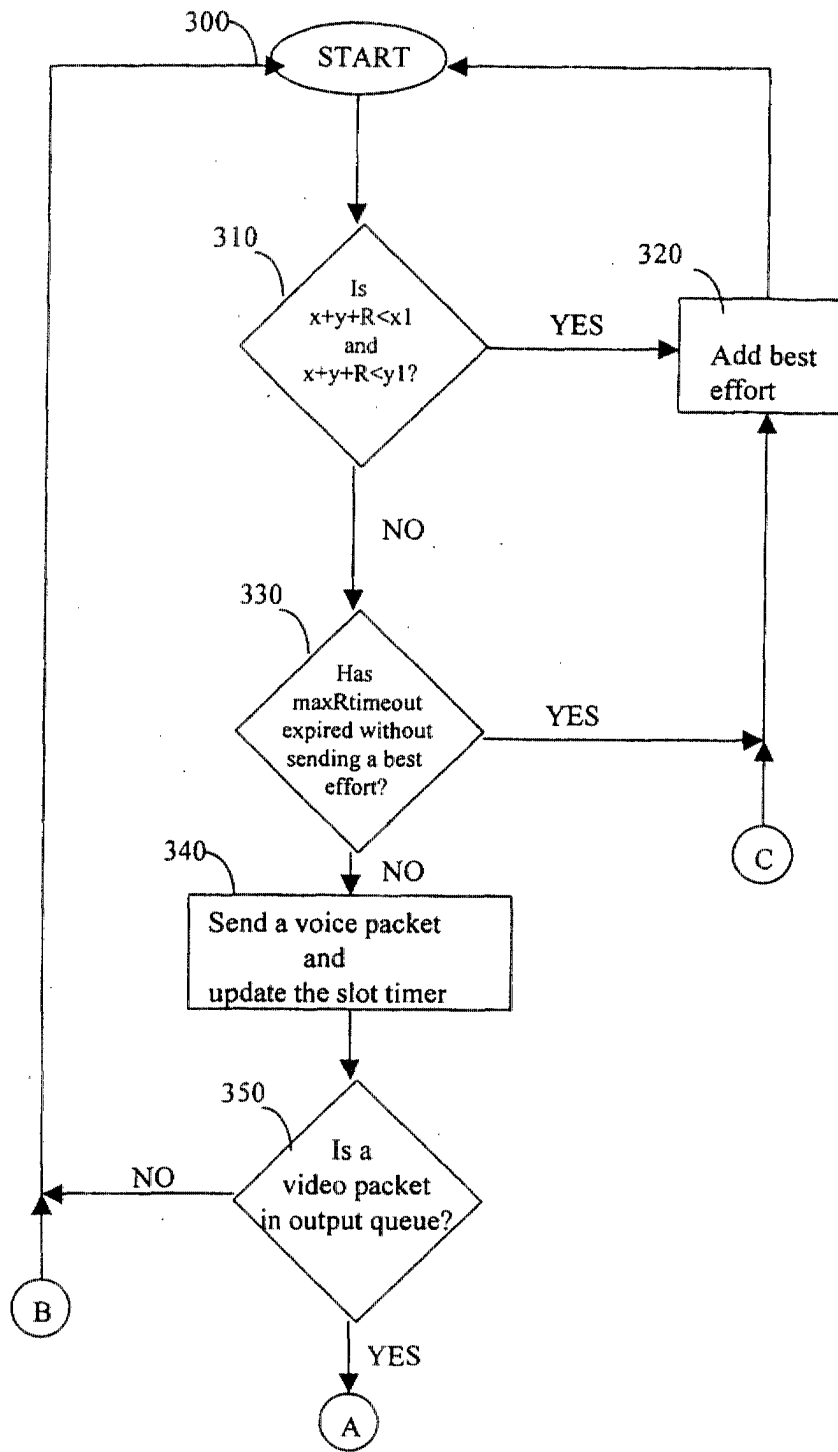 300
START
310
Is
x+y+R<x1
and
x+y+R<y1?
YES
320
Add best
effort
NO
330
Has
maxRtimeout
expired without
sending a best
effort?
YES
C
340
NO
Send a voice packet
and
update the slot timer
350
Is a
video packet
in output queue?
NO
B
YES
A